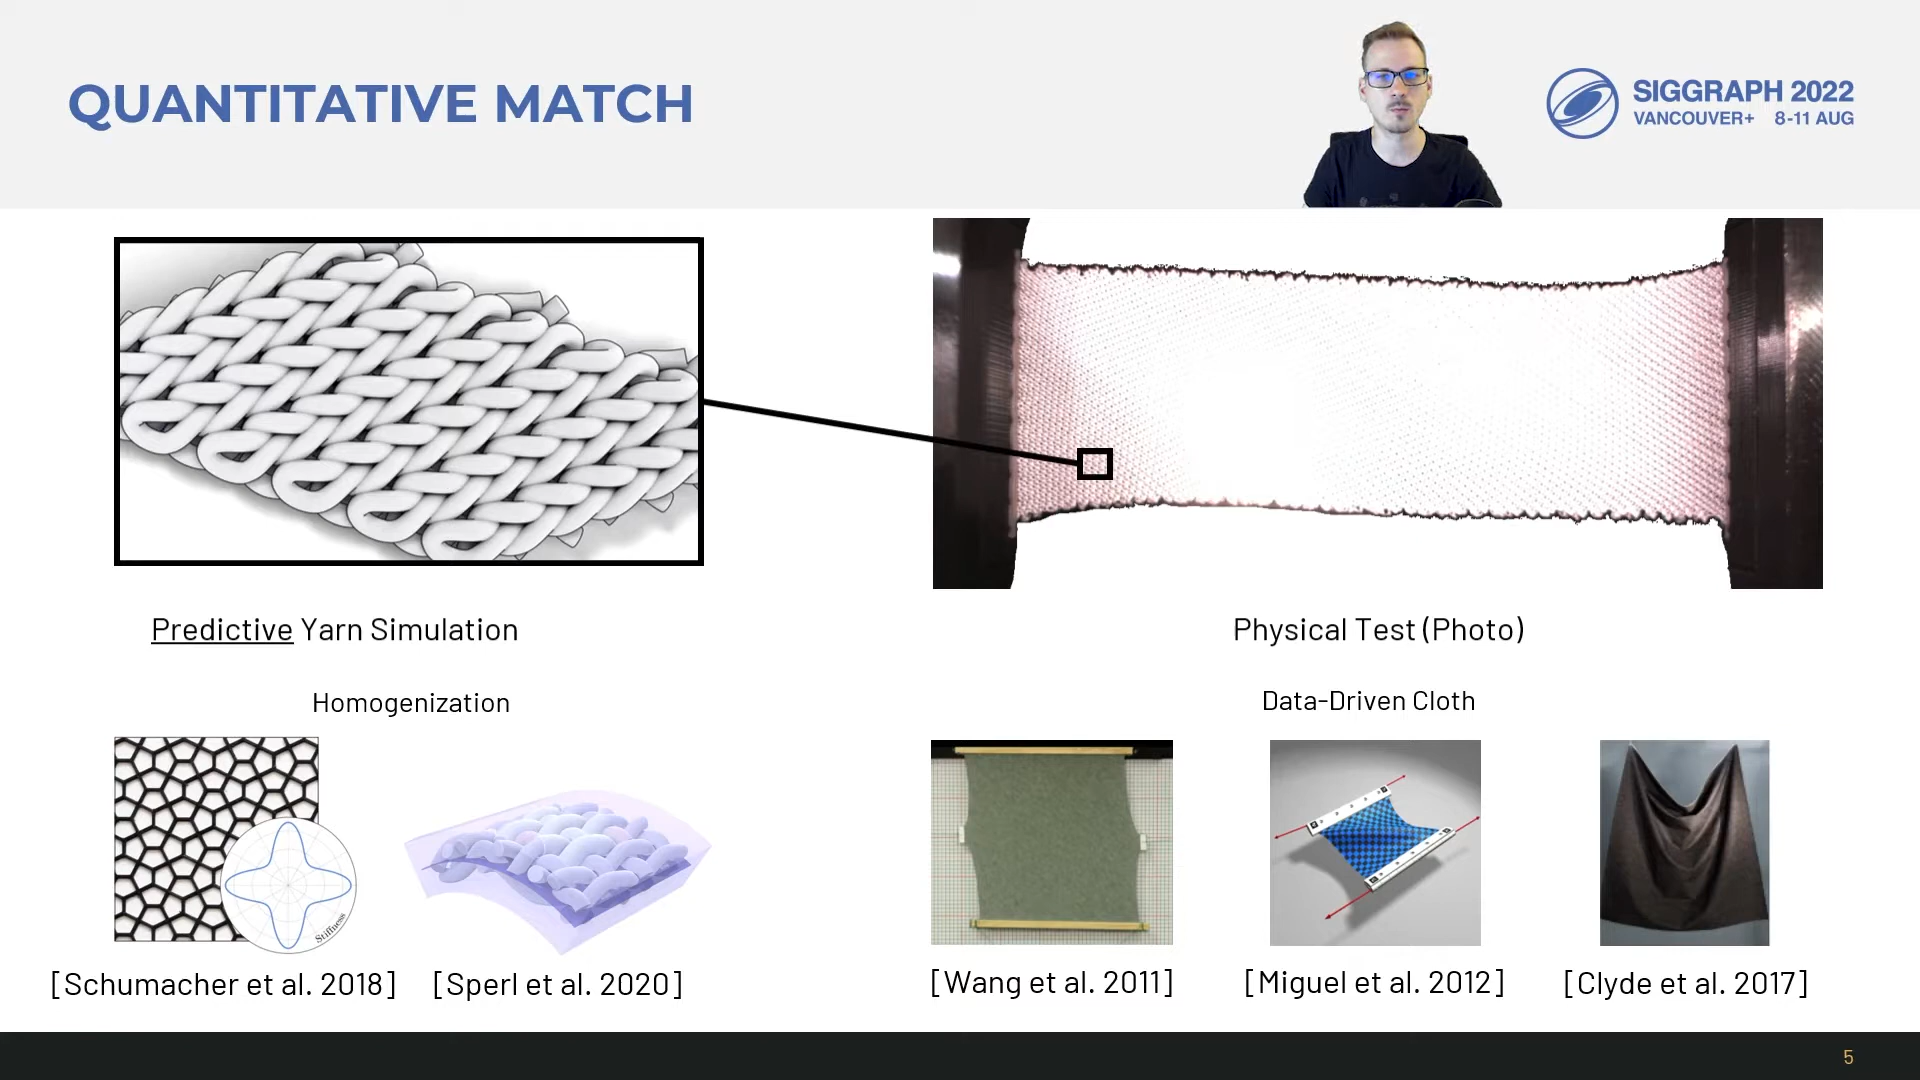 QUANTITATIVE MATCH
SIGGRAPH 2022
VANCOUVER+ 8-11 AUG
Predictive Yarn Simulation
Physical Test (Photo)
Homogenization
Data-Driven Cloth
Stiffness
[Schumacher et al. 2018]
[Sperl et al. 2020]
[Wang et al. 2011]
[Miguel et al. 2012]
[Clyde et al. 2017]
5